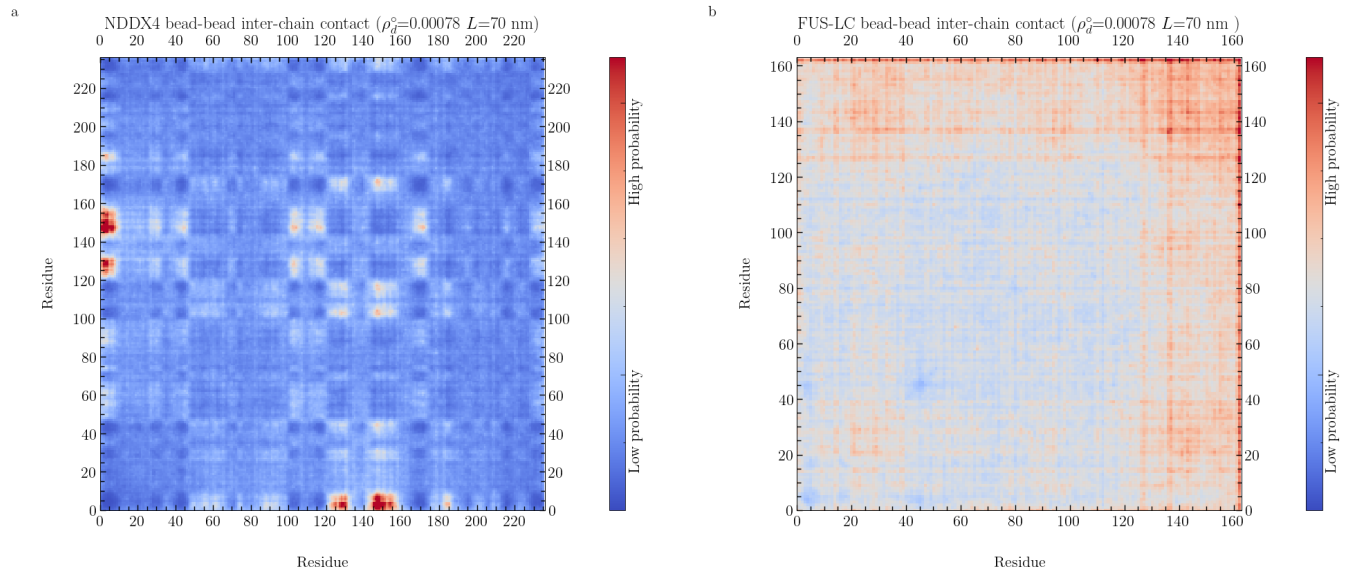 a
NDDX4 bead-bead inter-chain contact (ρ°_d=0.00078 L=70 nm)
0 20 40 60 80 100 120 140 160 180 200 220
220 220
200 200
180 180
160 160
140 140
120 120
100 100
80 80
60 60
40 40
20 20
0 0
0 20 40 60 80 100 120 140 160 180 200 220
Residue
Residue
High probability
Low probability
b
FUS-LC bead-bead inter-chain contact (ρ°_d=0.00078 L=70 nm )
0 20 40 60 80 100 120 140 160
160 160
140 140
120 120
100 100
80 80
60 60
40 40
20 20
0 0
0 20 40 60 80 100 120 140 160
Residue
Residue
High probability
Low probability